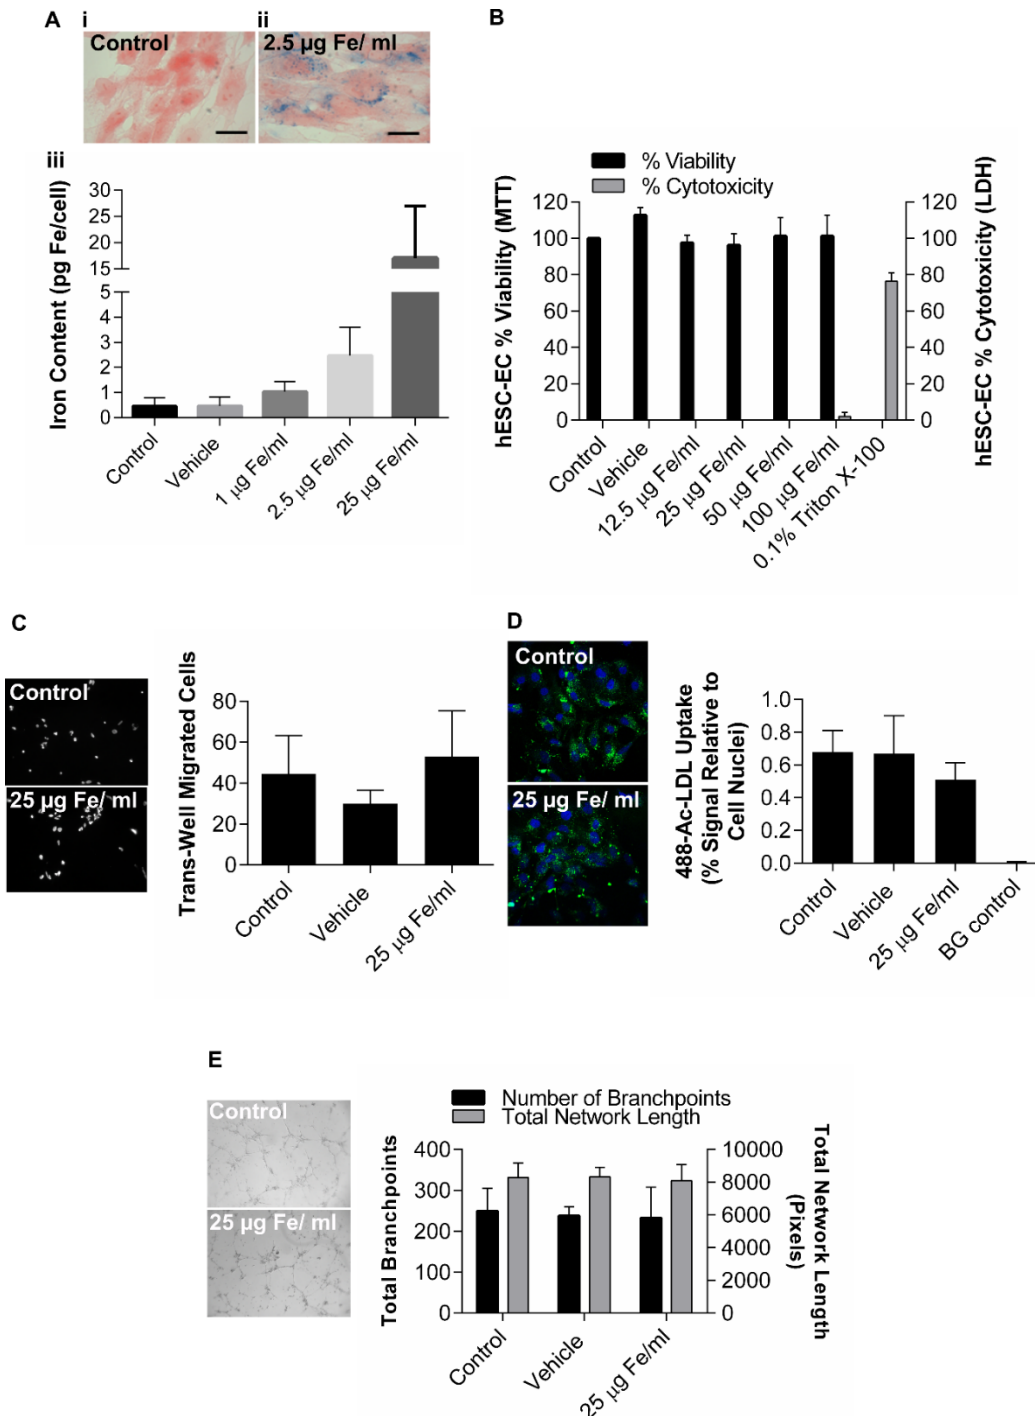 A
i
Control
ii
2.5 µg Fe/ ml
iii
Iron Content (pg Fe/cell)
30
25
20
15
5
4
3
2
1
0
Control
Vehicle
1 µg Fe/ml
2.5 µg Fe/ml
25 µg Fe/ml
B
% Viability
% Cytotoxicity
hESC-EC % Viability (MTT)
120
100
80
60
40
20
0
120
100
80
60
40
20
0
hESC-EC % Cytotoxicity (LDH)
Control
Vehicle
12.5 µg Fe/ml
25 µg Fe/ml
50 µg Fe/ml
100 µg Fe/ml
0.1% Triton X-100
C
Control
25 µg Fe/ ml
Trans-Well Migrated Cells
80
60
40
20
0
Control
Vehicle
25 µg Fe/ml
D
Control
25 µg Fe/ ml
488-Ac-LDL Uptake
(% Signal Relative to
Cell Nuclei)
1.0
0.8
0.6
0.4
0.2
0.0
Control
Vehicle
25 µg Fe/ml
BG control
E
Control
25 µg Fe/ ml
Number of Branchpoints
Total Network Length
Total Branchpoints
400
300
200
100
0
10000
8000
6000
4000
2000
0
Total Network Length
(Pixels)
Control
Vehicle
25 µg Fe/ml